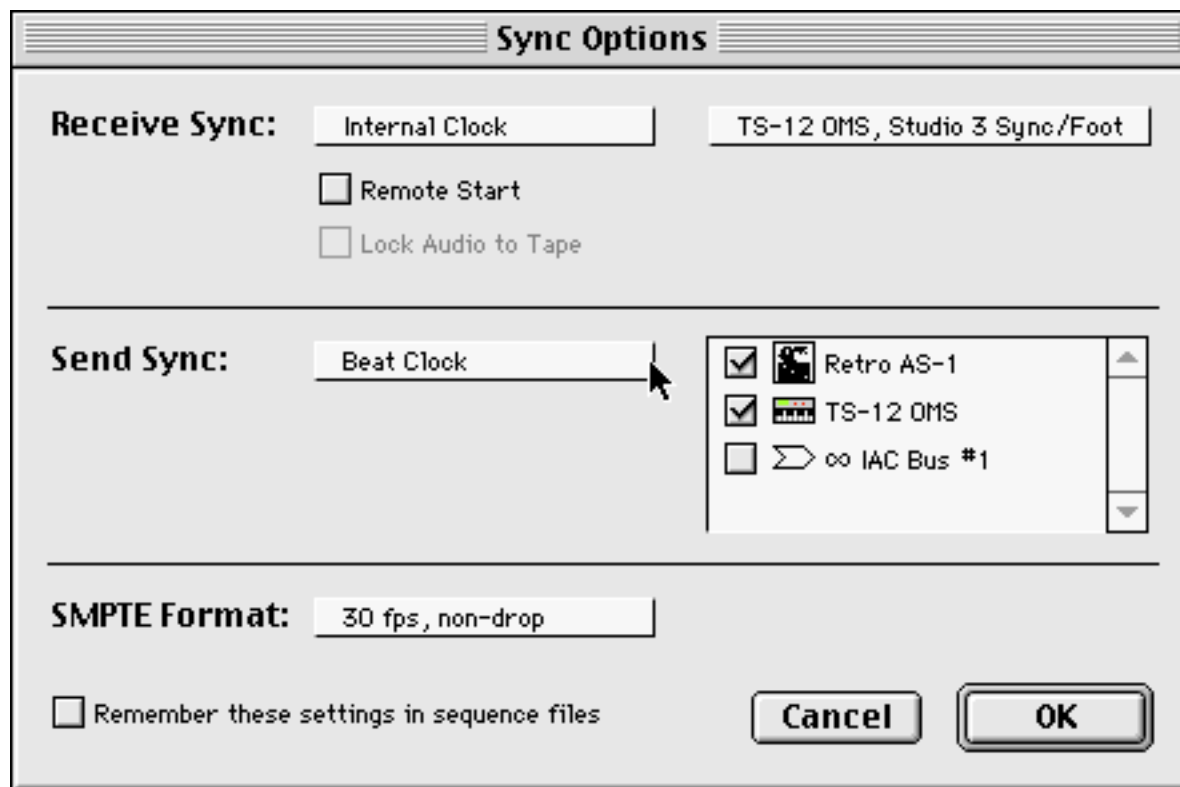 Sync Options
Receive Sync: Internal Clock TS-12 OMS, Studio 3 Sync/Foot
Remote Start
Lock Audio to Tape
Send Sync: Beat Clock
Retro AS-1
TS-12 OMS
∞ IAC Bus #1
SMPTE Format: 30 fps, non-drop
Remember these settings in sequence files
Cancel OK